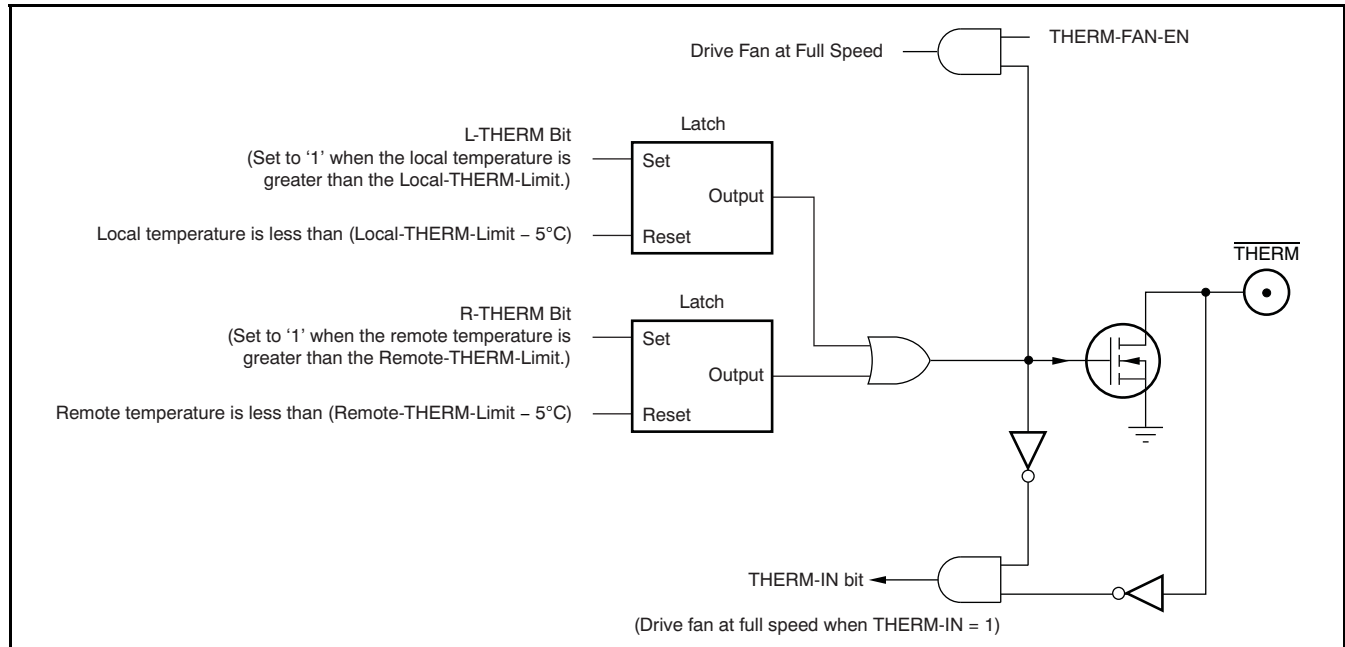 THERM-FAN-EN
Drive Fan at Full Speed
L-THERM Bit
(Set to ‘1’ when the local temperature is
greater than the Local-THERM-Limit.)
Latch
Set
Output
Local temperature is less than (Local-THERM-Limit – 5°C)
Reset
THERM
R-THERM Bit
(Set to ‘1’ when the remote temperature is
greater than the Remote-THERM-Limit.)
Latch
Set
Output
Remote temperature is less than (Remote-THERM-Limit – 5°C)
Reset
THERM-IN bit
(Drive fan at full speed when THERM-IN = 1)